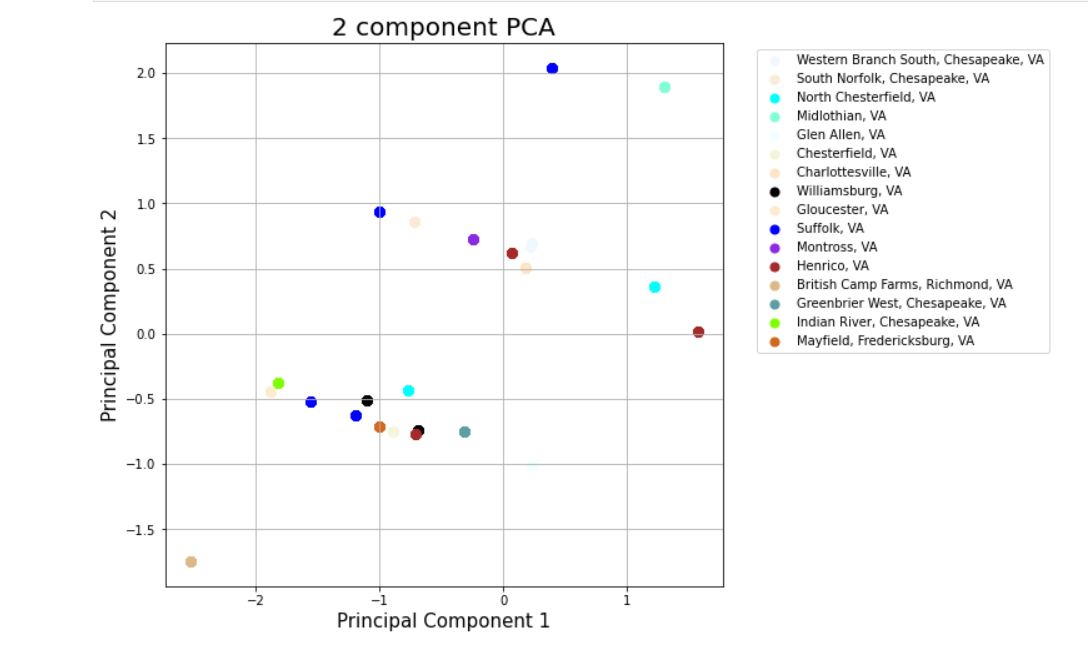 2 component PCA
Principal Component 2
2.0
1.5
1.0
0.5
0.0
−0.5
−1.0
−1.5
−2
−1
0
1
Principal Component 1
Western Branch South, Chesapeake, VA
South Norfolk, Chesapeake, VA
North Chesterfield, VA
Midlothian, VA
Glen Allen, VA
Chesterfield, VA
Charlottesville, VA
Williamsburg, VA
Gloucester, VA
Suffolk, VA
Montross, VA
Henrico, VA
British Camp Farms, Richmond, VA
Greenbrier West, Chesapeake, VA
Indian River, Chesapeake, VA
Mayfield, Fredericksburg, VA